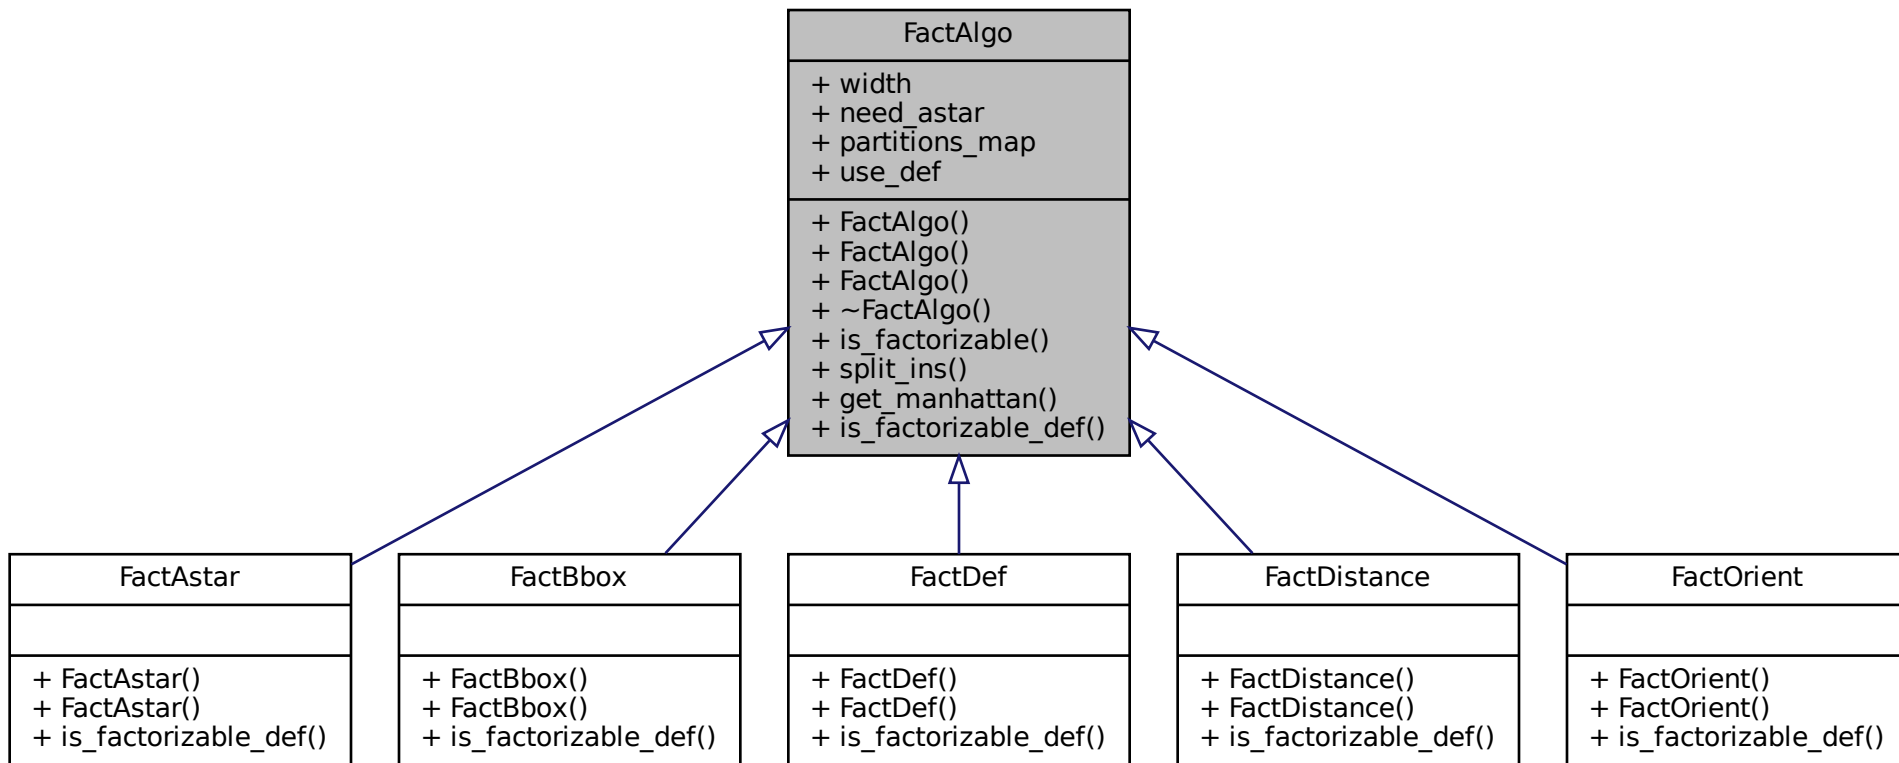 FactAlgo
+ width
+ need_astar
+ partitions_map
+ use_def
+ FactAlgo()
+ FactAlgo()
+ FactAlgo()
+ ~FactAlgo()
+ is_factorizable()
+ split_ins()
+ get_manhattan()
+ is_factorizable_def()
FactAstar
+ FactAstar()
+ FactAstar()
+ is_factorizable_def()
FactBbox
+ FactBbox()
+ FactBbox()
+ is_factorizable_def()
FactDef
+ FactDef()
+ FactDef()
+ is_factorizable_def()
FactDistance
+ FactDistance()
+ FactDistance()
+ is_factorizable_def()
FactOrient
+ FactOrient()
+ FactOrient()
+ is_factorizable_def()